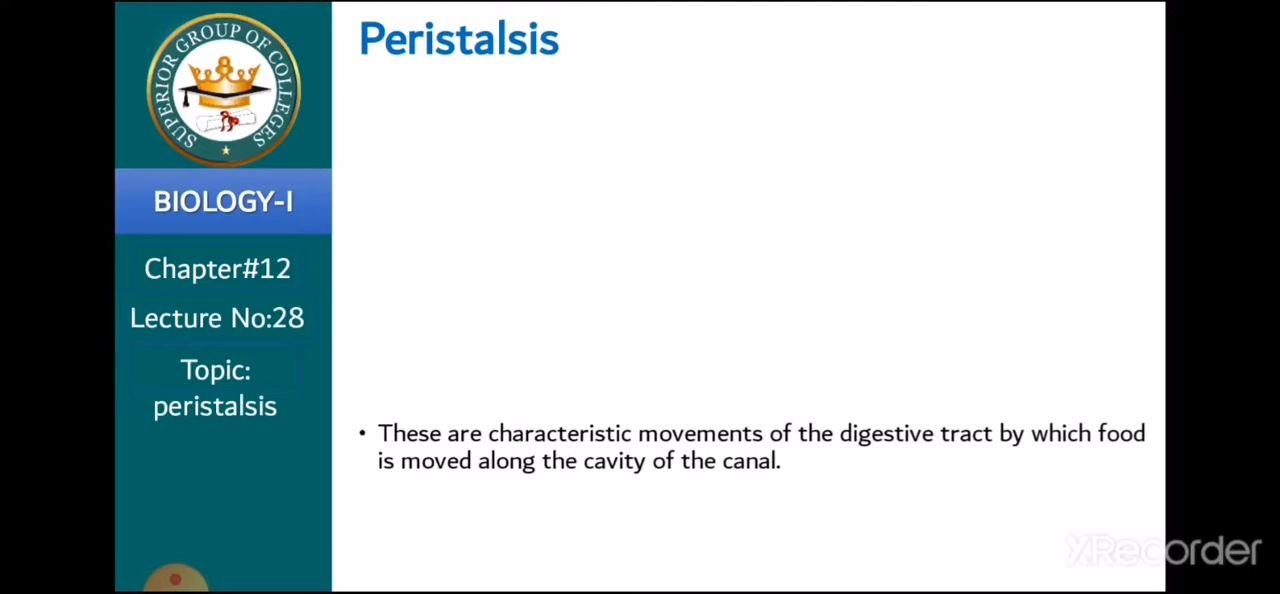 SUPERIOR GROUP OF COLLEGES
BIOLOGY-I
Chapter#12
Lecture No:28
Topic:
peristalsis
Peristalsis
• These are characteristic movements of the digestive tract by which food
is moved along the cavity of the canal.
XRecorder